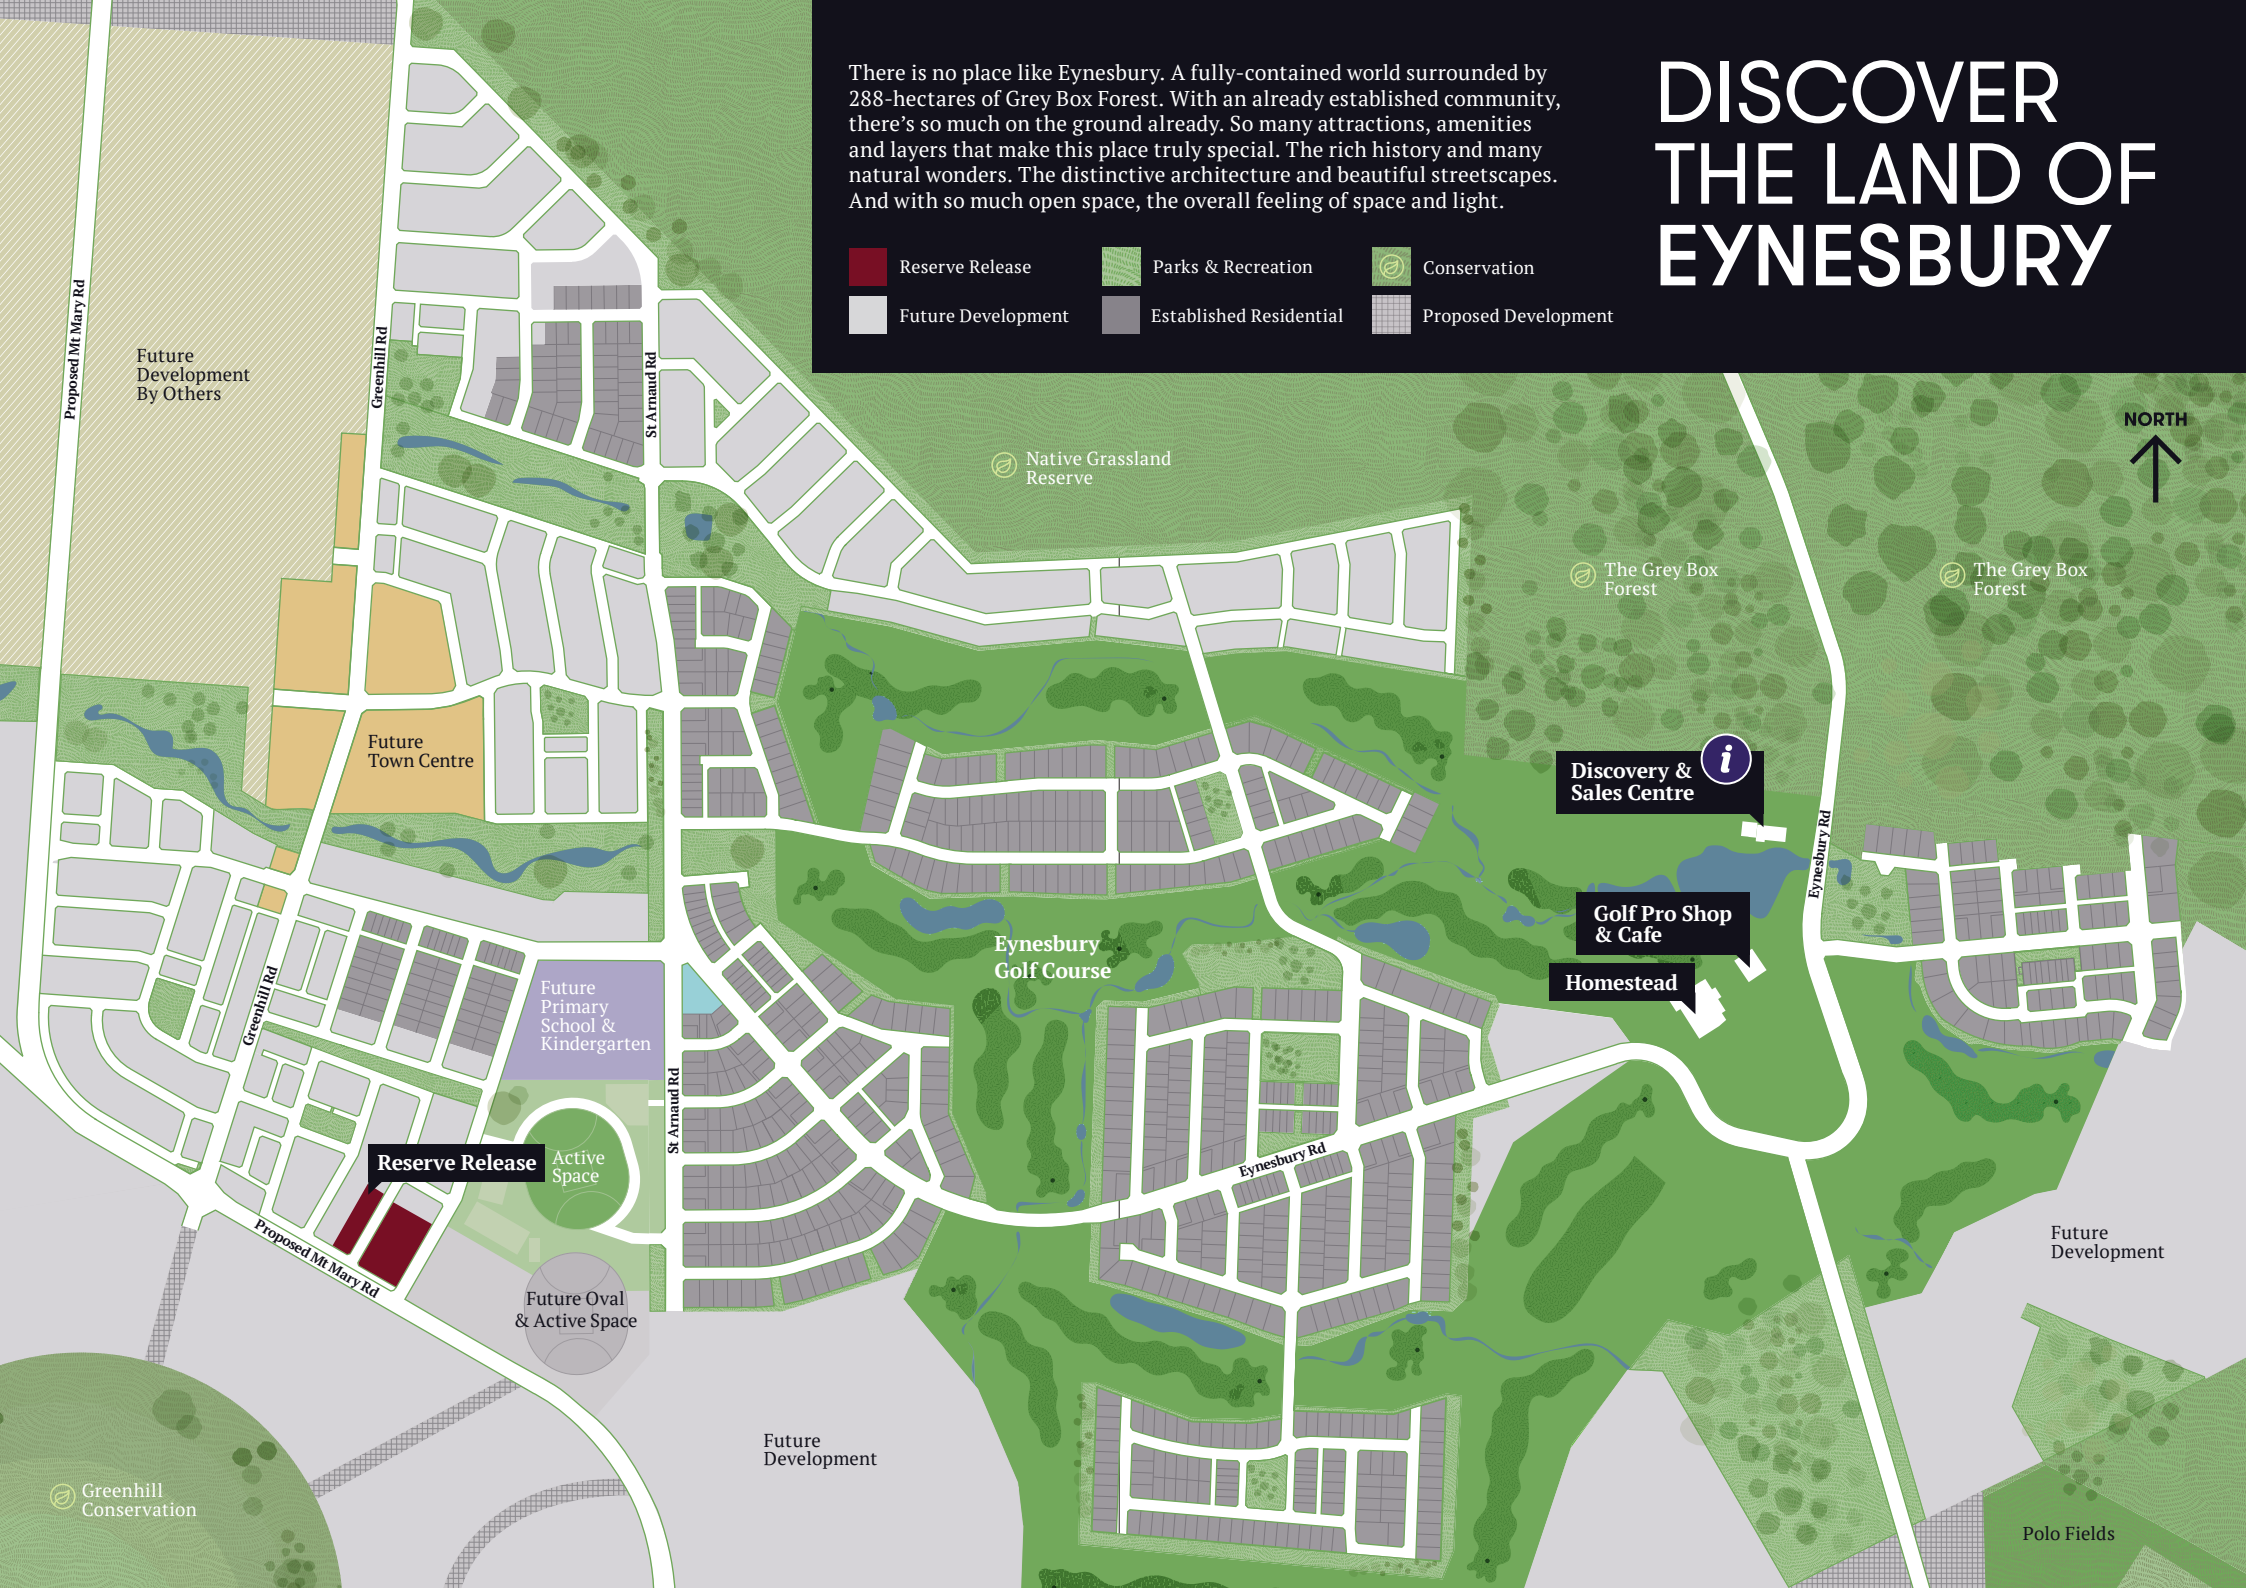 There is no place like Eynesbury. A fully-contained world surrounded by
288-hectares of Grey Box Forest. With an already established community,
there's so much on the ground already. So many attractions, amenities
and layers that make this place truly special. The rich history and many
natural wonders. The distinctive architecture and beautiful streetscapes.
And with so much open space, the overall feeling of space and light.
DISCOVER
THE LAND OF
EYNESBURY
Reserve Release
Parks & Recreation
Conservation
Future Development
Established Residential
Proposed Development
Proposed Mt Mary Rd
Future
Development
By Others
Greenhill Rd
St Arnaud Rd
NORTH
Native Grassland
Reserve
The Grey Box
Forest
The Grey Box
Forest
Future
Town Centre
Discovery &
Sales Centre
i
Eynesbury Rd
Golf Pro Shop
& Cafe
Homestead
Eynesbury
Golf Course
Greenhill Rd
Future
Primary
School &
Kindergarten
St Arnaud Rd
Reserve Release
Active
Space
Eynesbury Rd
Proposed Mt Mary Rd
Future Oval
& Active Space
Future
Development
Future
Development
Greenhill
Conservation
Polo Fields